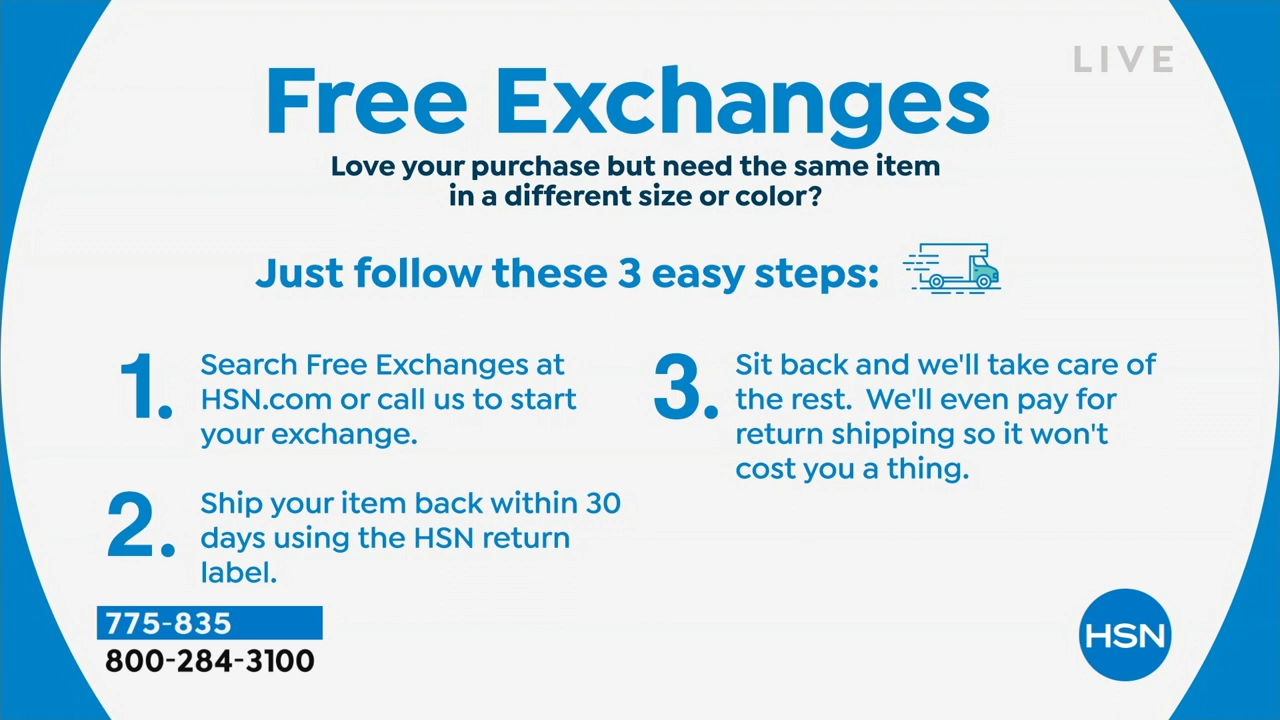 LIVE
Free Exchanges
Love your purchase but need the same item
in a different size or color?
Just follow these 3 easy steps:
1. Search Free Exchanges at
HSN.com or call us to start
your exchange.
2. Ship your item back within 30
days using the HSN return
label.
3. Sit back and we'll take care of
the rest. We'll even pay for
return shipping so it won't
cost you a thing.
775-835
800-284-3100
HSN